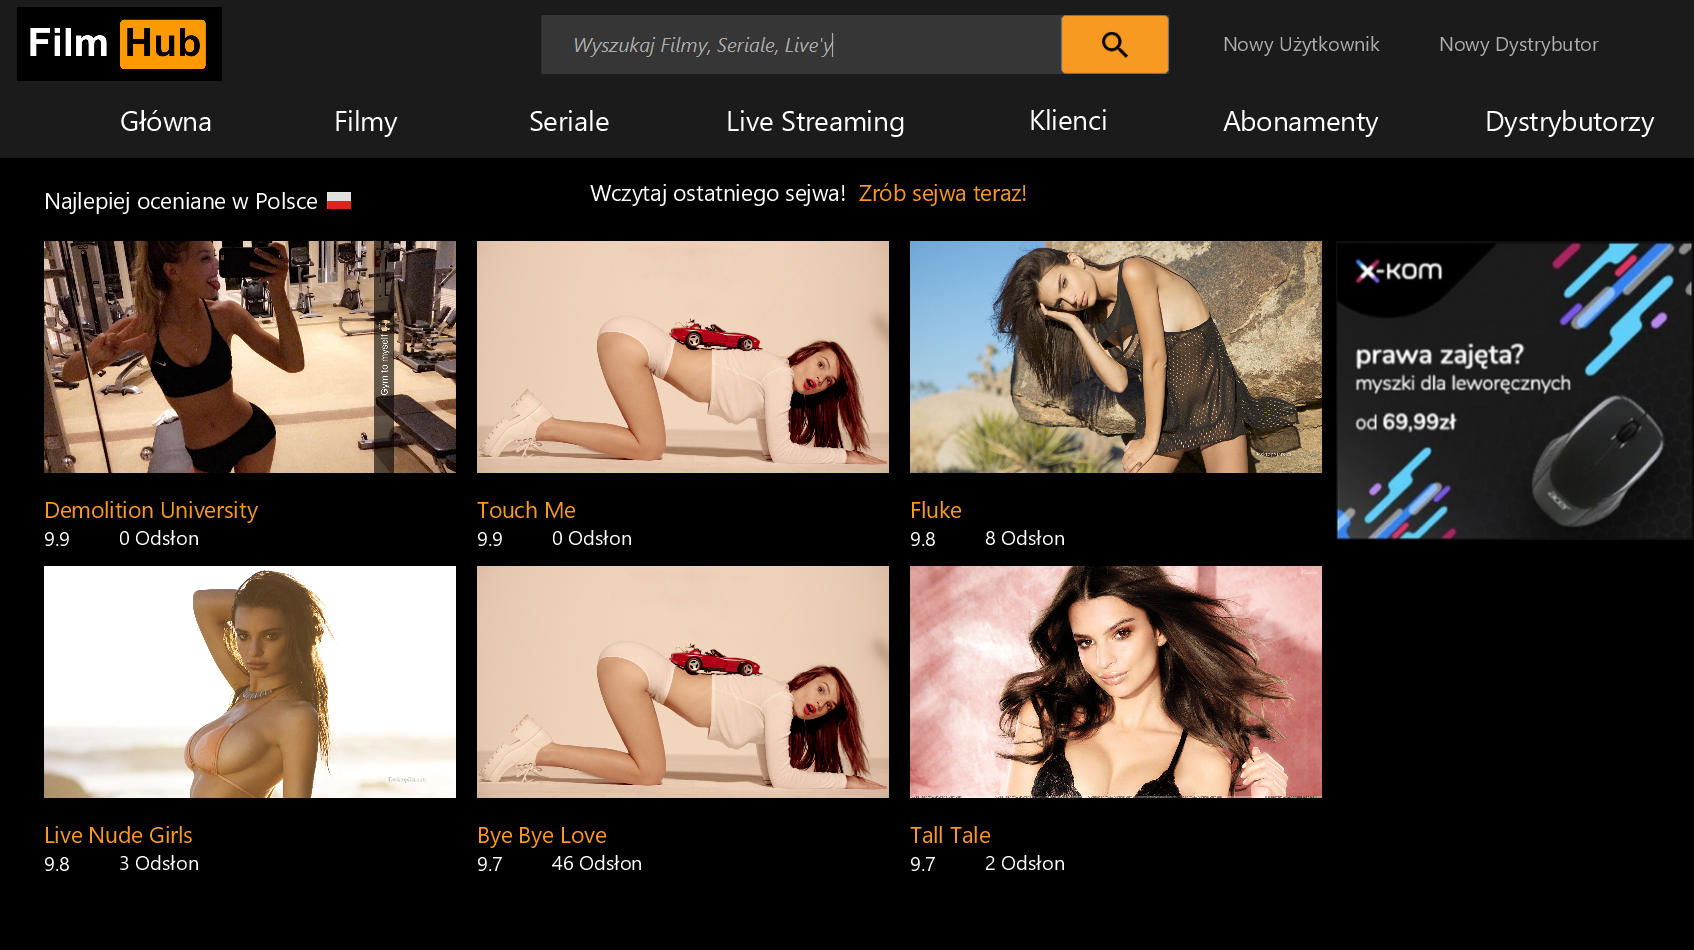 Film Hub
Wyszukaj Filmy, Seriale, Live'y
Nowy Użytkownik
Nowy Dystrybutor
Główna
Filmy
Seriale
Live Streaming
Klienci
Abonamenty
Dystrybutorzy
Najlepiej oceniane w Polsce
Wczytaj ostatniego sejwa! Zrób sejwa teraz!
Gym to myself
x-kom
prawa zajęta?
myszki dla leworęcznych
od 69,99zł
acer
Demolition University
9.9 0 Odsłon
Touch Me
9.9 0 Odsłon
Fluke
9.8 8 Odsłon
Live Nude Girls
9.8 3 Odsłon
Bye Bye Love
9.7 46 Odsłon
Tall Tale
9.7 2 Odsłon